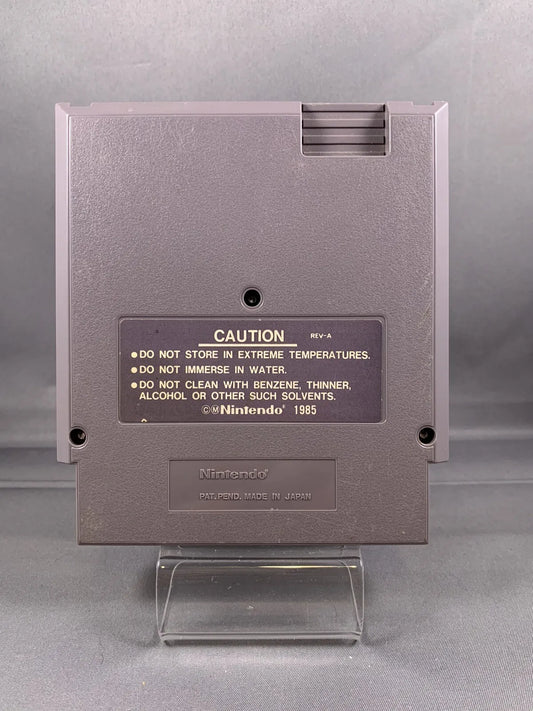 CAUTION REV-A
●DO NOT STORE IN EXTREME TEMPERATURES.
●DO NOT IMMERSE IN WATER.
●DO NOT CLEAN WITH BENZENE, THINNER,
ALCOHOL OR OTHER SUCH SOLVENTS.
©ⓂNintendo® 1985
Nintendo®
PAT. PEND. MADE IN JAPAN